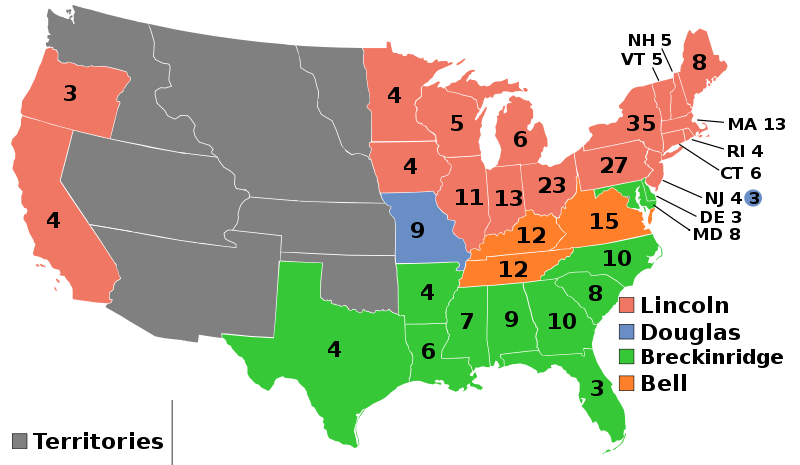 NH 5
VT 5
8
3
4
5
6
35
MA 13
RI 4
CT 6
4
27
11
13
23
NJ 4 3
DE 3
MD 8
4
9
12
15
12
10
4
8
7
9
10
4
6
3
Lincoln
Douglas
Breckinridge
Bell
Territories